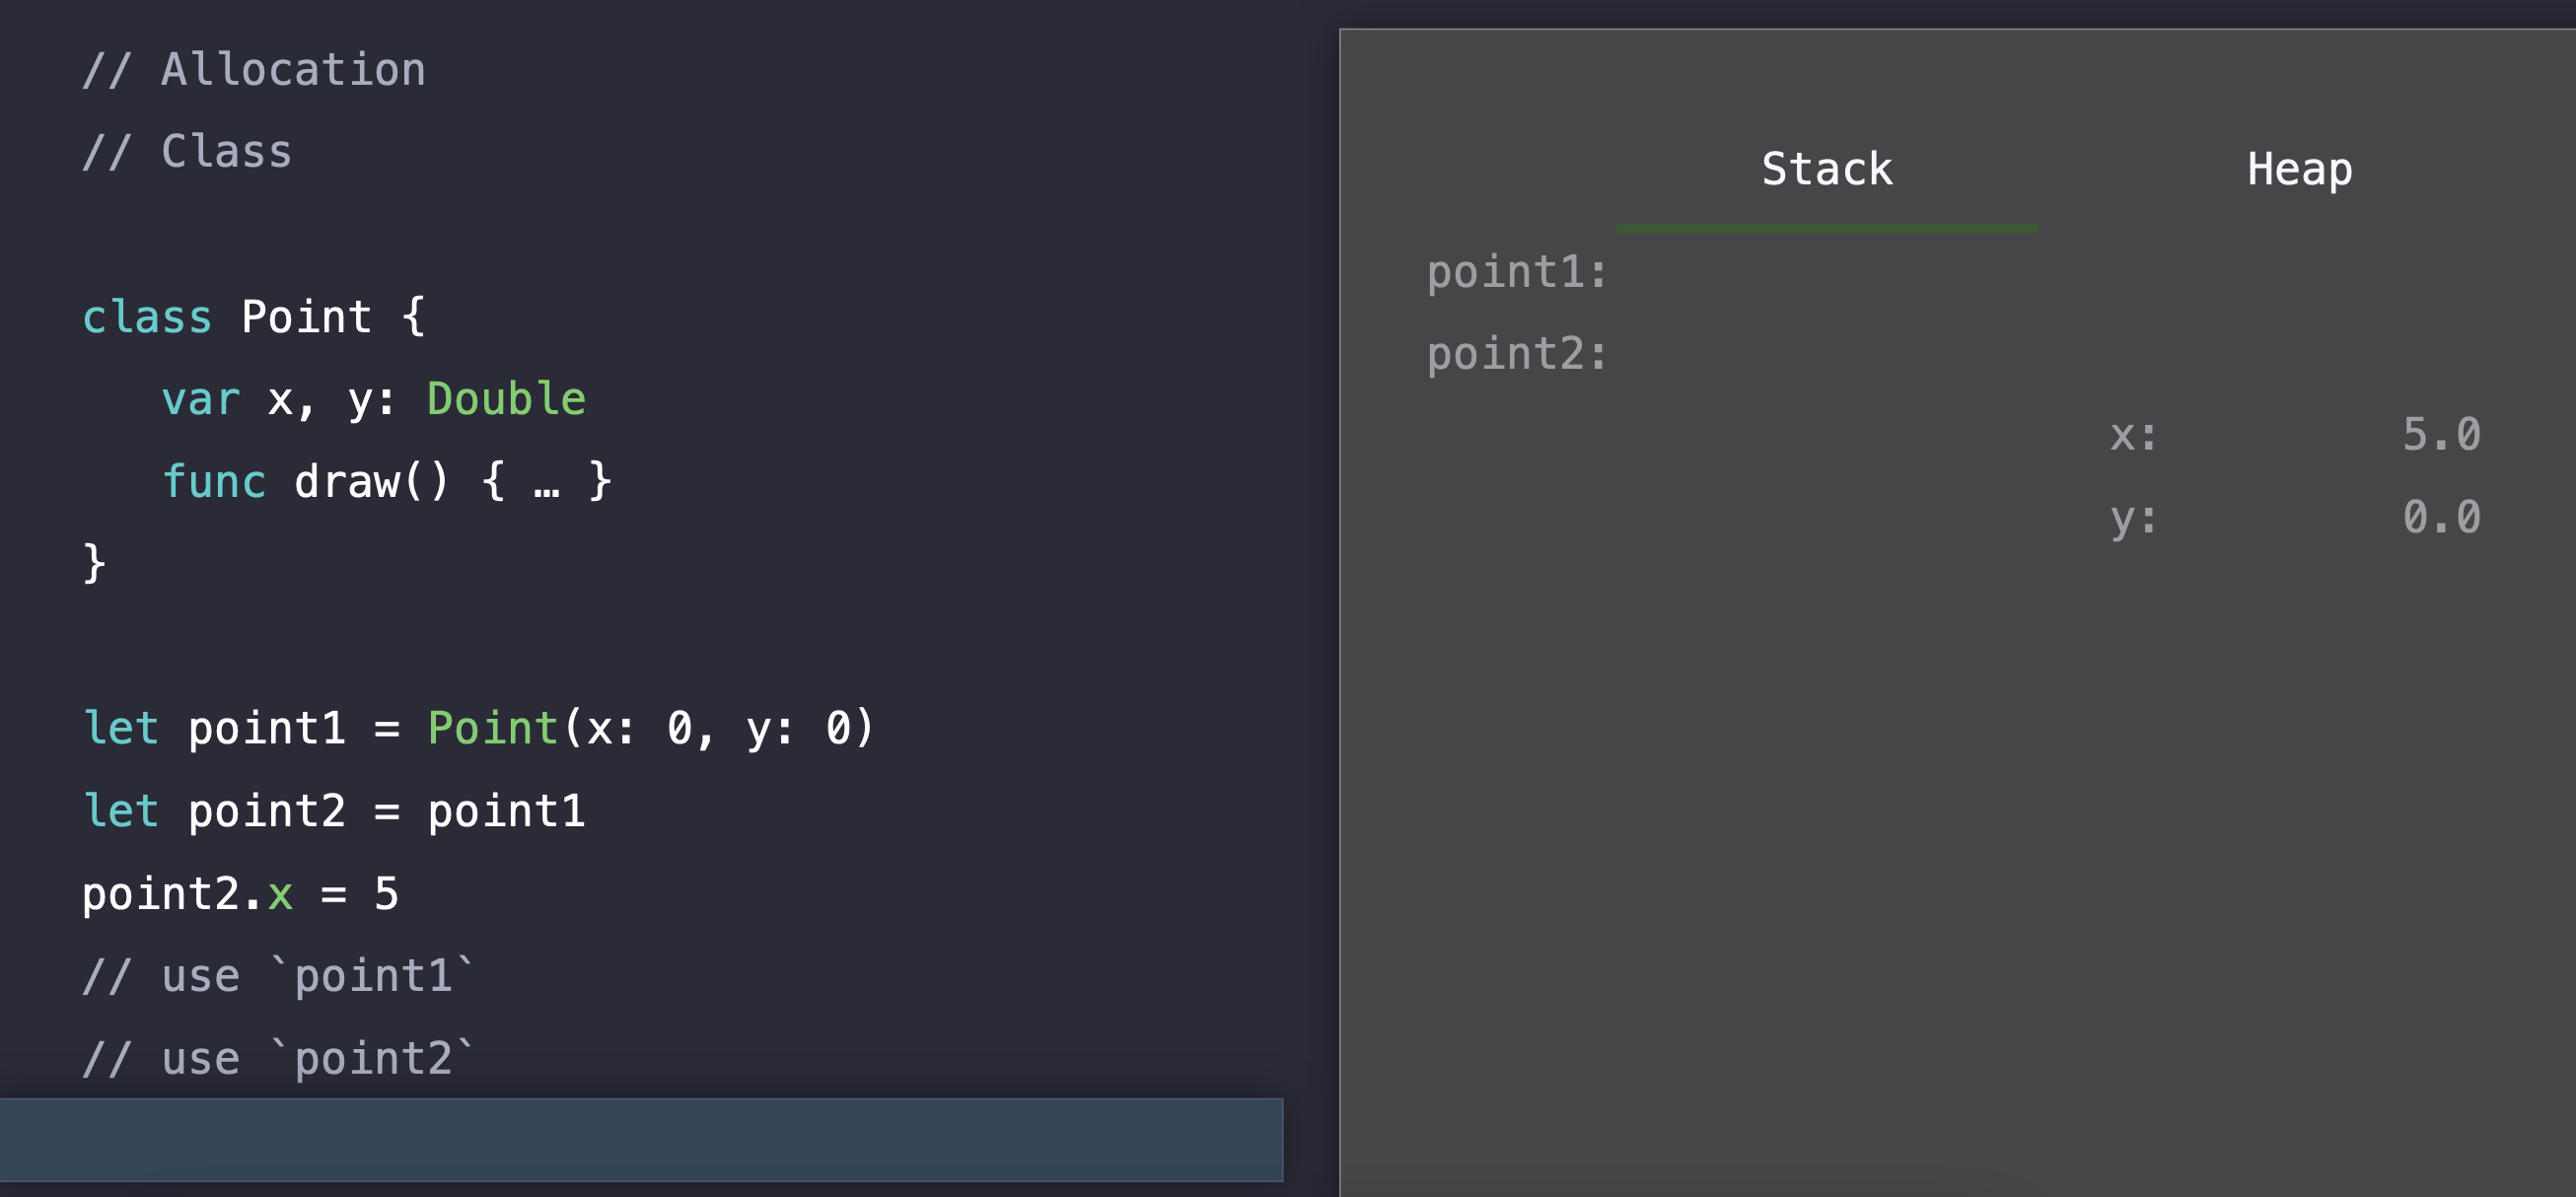 // Allocation
// Class
class Point {
   var x, y: Double
   func draw() { … }
}
let point1 = Point(x: 0, y: 0)
let point2 = point1
point2.x = 5
// use `point1`
// use `point2`
Stack Heap
point1:
point2:
x: 5.0
y: 0.0